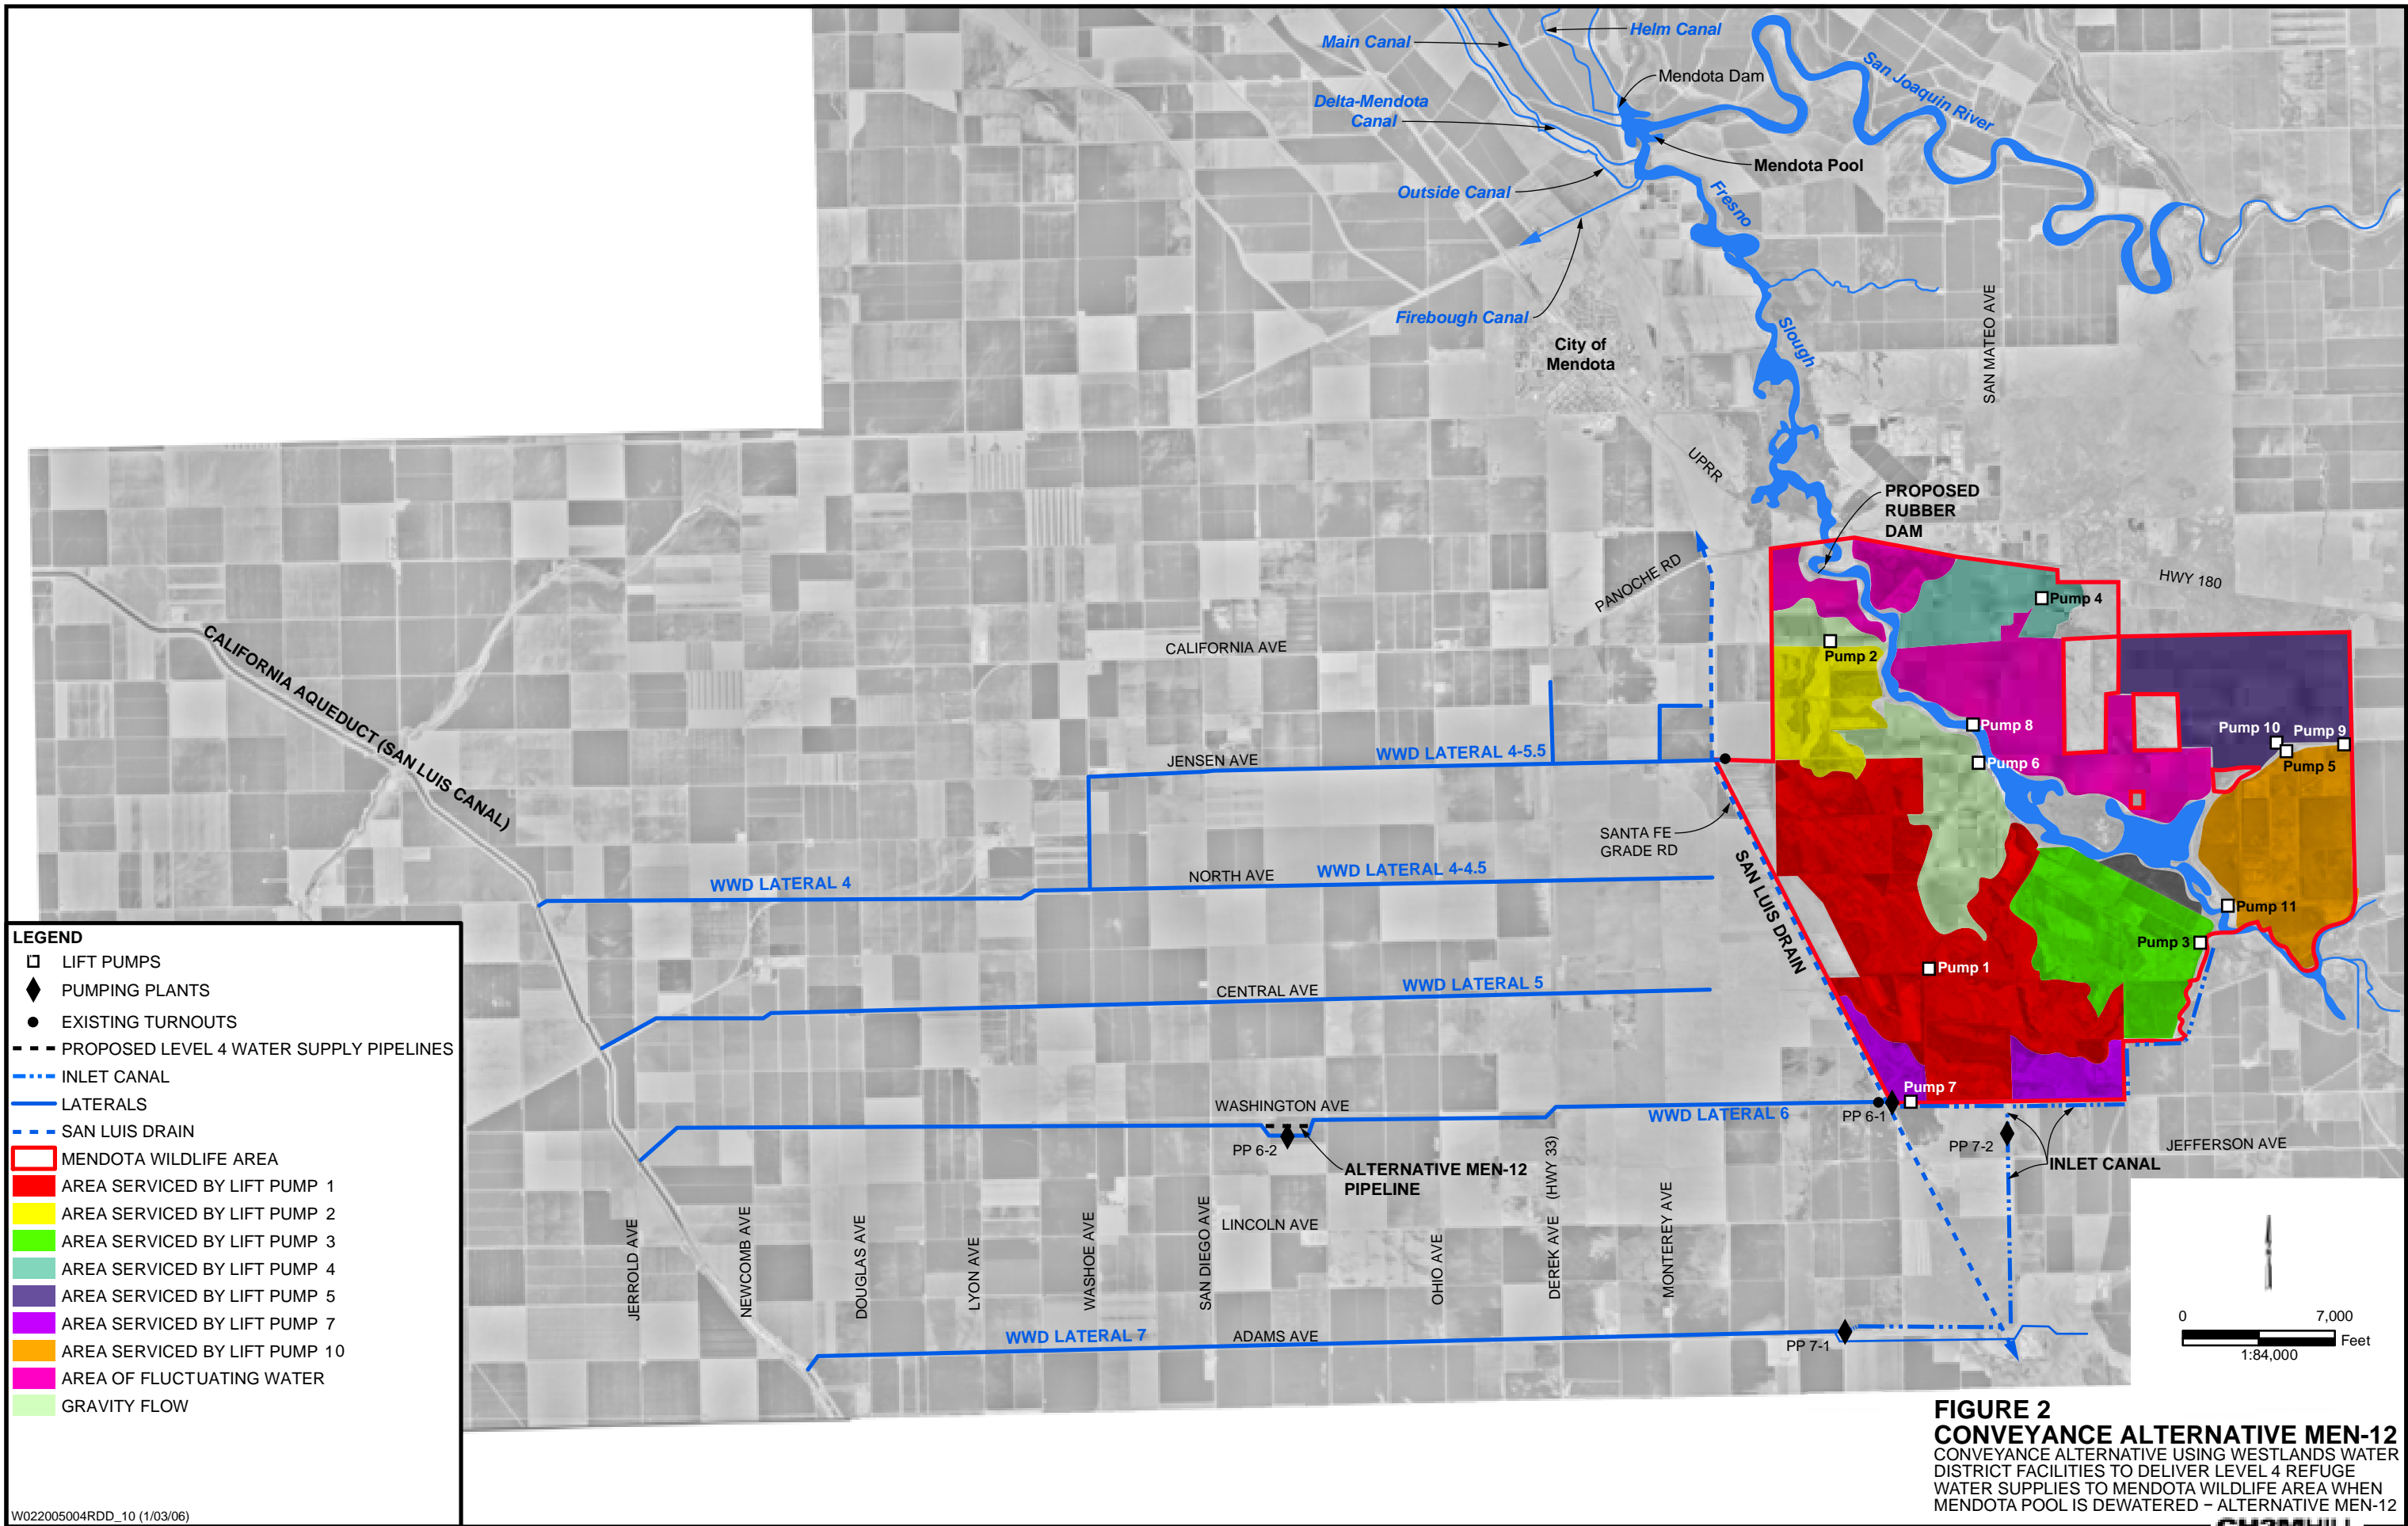 Main Canal
Helm Canal
Mendota Dam
San Joaquin River
Delta-Mendota
Canal
Mendota Pool
Outside Canal
Fresno
Slough
Firebough Canal
City of
Mendota
SAN MATEO AVE
UPRR
PROPOSED
RUBBER
DAM
HWY 180
PANOCHE RD
Pump 4
CALIFORNIA AVE
Pump 2
CALIFORNIA AQUEDUCT (SAN LUIS CANAL)
Pump 8
Pump 10
Pump 9
Pump 5
Pump 6
WWD LATERAL 4-5.5
JENSEN AVE
SANTA FE
GRADE RD
SAN LUIS DRAIN
WWD LATERAL 4
NORTH AVE
WWD LATERAL 4-4.5
Pump 11
Pump 3
Pump 1
CENTRAL AVE
WWD LATERAL 5
Pump 7
WASHINGTON AVE
WWD LATERAL 6
PP 6-1
PP 6-2
PP 7-2
JEFFERSON AVE
INLET CANAL
ALTERNATIVE MEN-12
PIPELINE
LINCOLN AVE
JERROLD AVE
NEWCOMB AVE
DOUGLAS AVE
LYON AVE
WASHOE AVE
SAN DIEGO AVE
OHIO AVE
DEREK AVE (HWY 33)
MONTEREY AVE
WWD LATERAL 7
ADAMS AVE
PP 7-1
LEGEND
LIFT PUMPS
PUMPING PLANTS
EXISTING TURNOUTS
PROPOSED LEVEL 4 WATER SUPPLY PIPELINES
INLET CANAL
LATERALS
SAN LUIS DRAIN
MENDOTA WILDLIFE AREA
AREA SERVICED BY LIFT PUMP 1
AREA SERVICED BY LIFT PUMP 2
AREA SERVICED BY LIFT PUMP 3
AREA SERVICED BY LIFT PUMP 4
AREA SERVICED BY LIFT PUMP 5
AREA SERVICED BY LIFT PUMP 7
AREA SERVICED BY LIFT PUMP 10
AREA OF FLUCTUATING WATER
GRAVITY FLOW
W022005004RDD_10 (1/03/06)
0 7,000
Feet
1:84,000
FIGURE 2
CONVEYANCE ALTERNATIVE MEN-12
CONVEYANCE ALTERNATIVE USING WESTLANDS WATER
DISTRICT FACILITIES TO DELIVER LEVEL 4 REFUGE
WATER SUPPLIES TO MENDOTA WILDLIFE AREA WHEN
MENDOTA POOL IS DEWATERED – ALTERNATIVE MEN-12